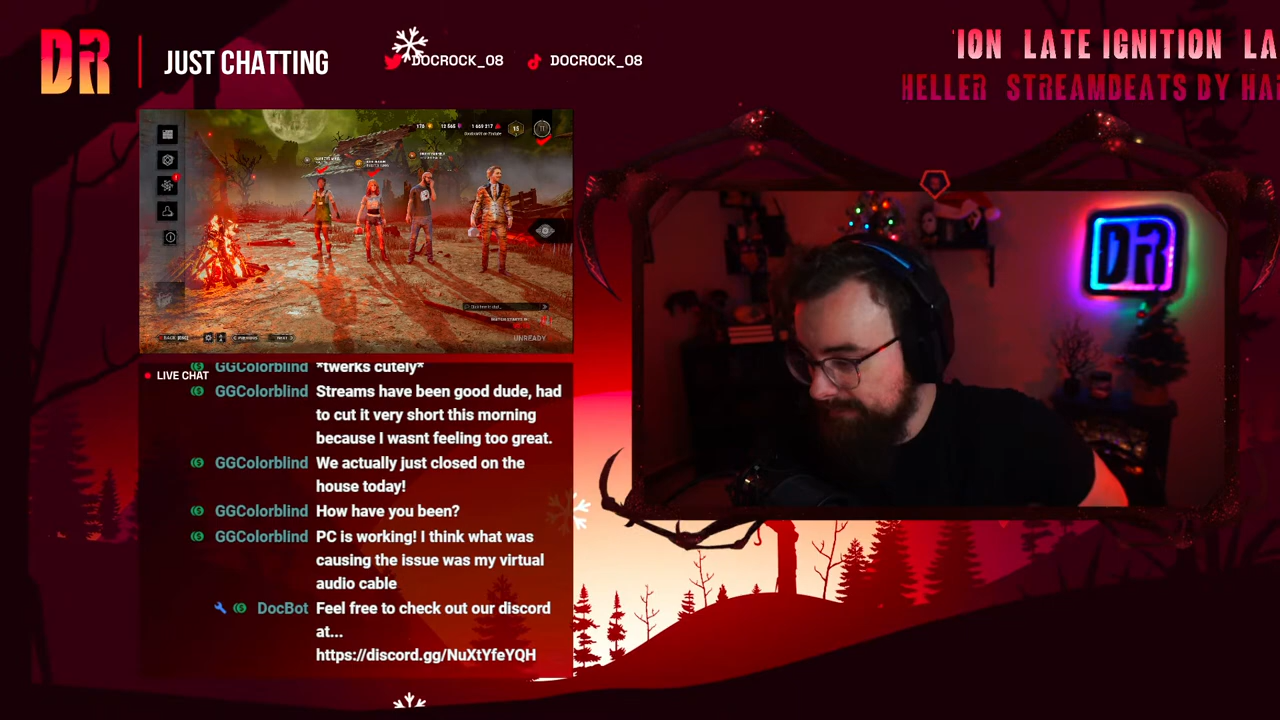 DR
JUST CHATTING
DOCROCK_08
DOCROCK_08
ION LATE IGNITION LA
HELLER STREAMBEATS BY HA
UNREADY
DR
LIVE CHAT
GGColorblind *twerks cutely*
GGColorblind Streams have been good dude, had
to cut it very short this morning
because I wasnt feeling too great.
GGColorblind We actually just closed on the
house today!
GGColorblind How have you been?
GGColorblind PC is working! I think what was
causing the issue was my virtual
audio cable
DocBot Feel free to check out our discord
at...
https://discord.gg/NuXtYfeYQH